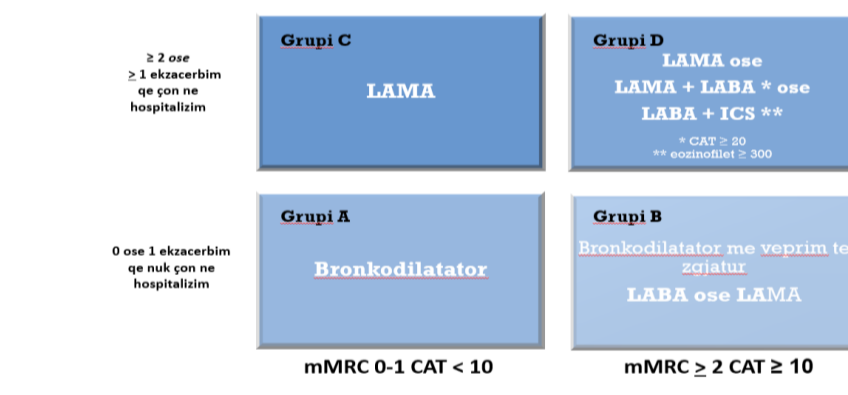 ≥ 2 ose
≥ 1 ekzacerbim
qe çon ne
hospitalizim
Grupi C
LAMA
Grupi D
LAMA ose
LAMA + LABA * ose
LABA + ICS **
* CAT ≥ 20
** eozinofilet ≥ 300
0 ose 1 ekzacerbim
qe nuk çon ne
hospitalizim
Grupi A
Bronkodilatator
Grupi B
Bronkodilatator me veprim te
zgjatur
LABA ose LAMA
mMRC 0-1 CAT < 10
mMRC ≥ 2 CAT ≥ 10